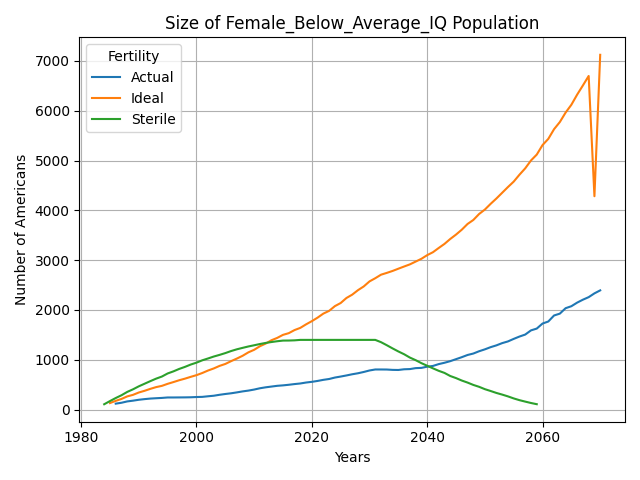 Size of Female_Below_Average_IQ Population
Fertility
Actual
Ideal
Sterile
Number of Americans
7000
6000
5000
4000
3000
2000
1000
0
1980
2000
2020
2040
2060
Years